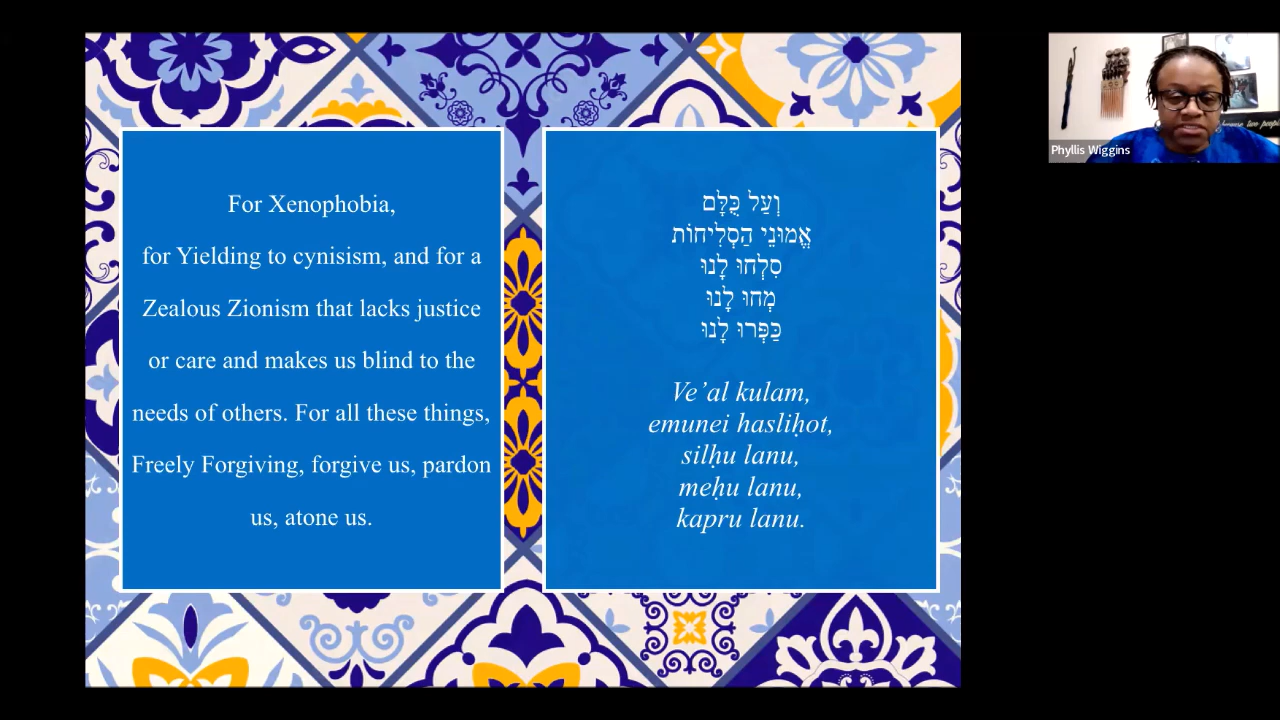 For Xenophobia,
for Yielding to cynisism, and for a
Zealous Zionism that lacks justice
or care and makes us blind to the
needs of others. For all these things,
Freely Forgiving, forgive us, pardon
us, atone us.
וְעַל כֻּלָּם
אֱמוּנֵי הַסְלִיחוֹת
סִלְחוּ לָנוּ
מְחוּ לָנוּ
כַּפְּרוּ לָנוּ
Ve’al kulam,
emunei hasliḥot,
silḥu lanu,
meḥu lanu,
kapru lanu.
Phyllis Wiggins
because two people